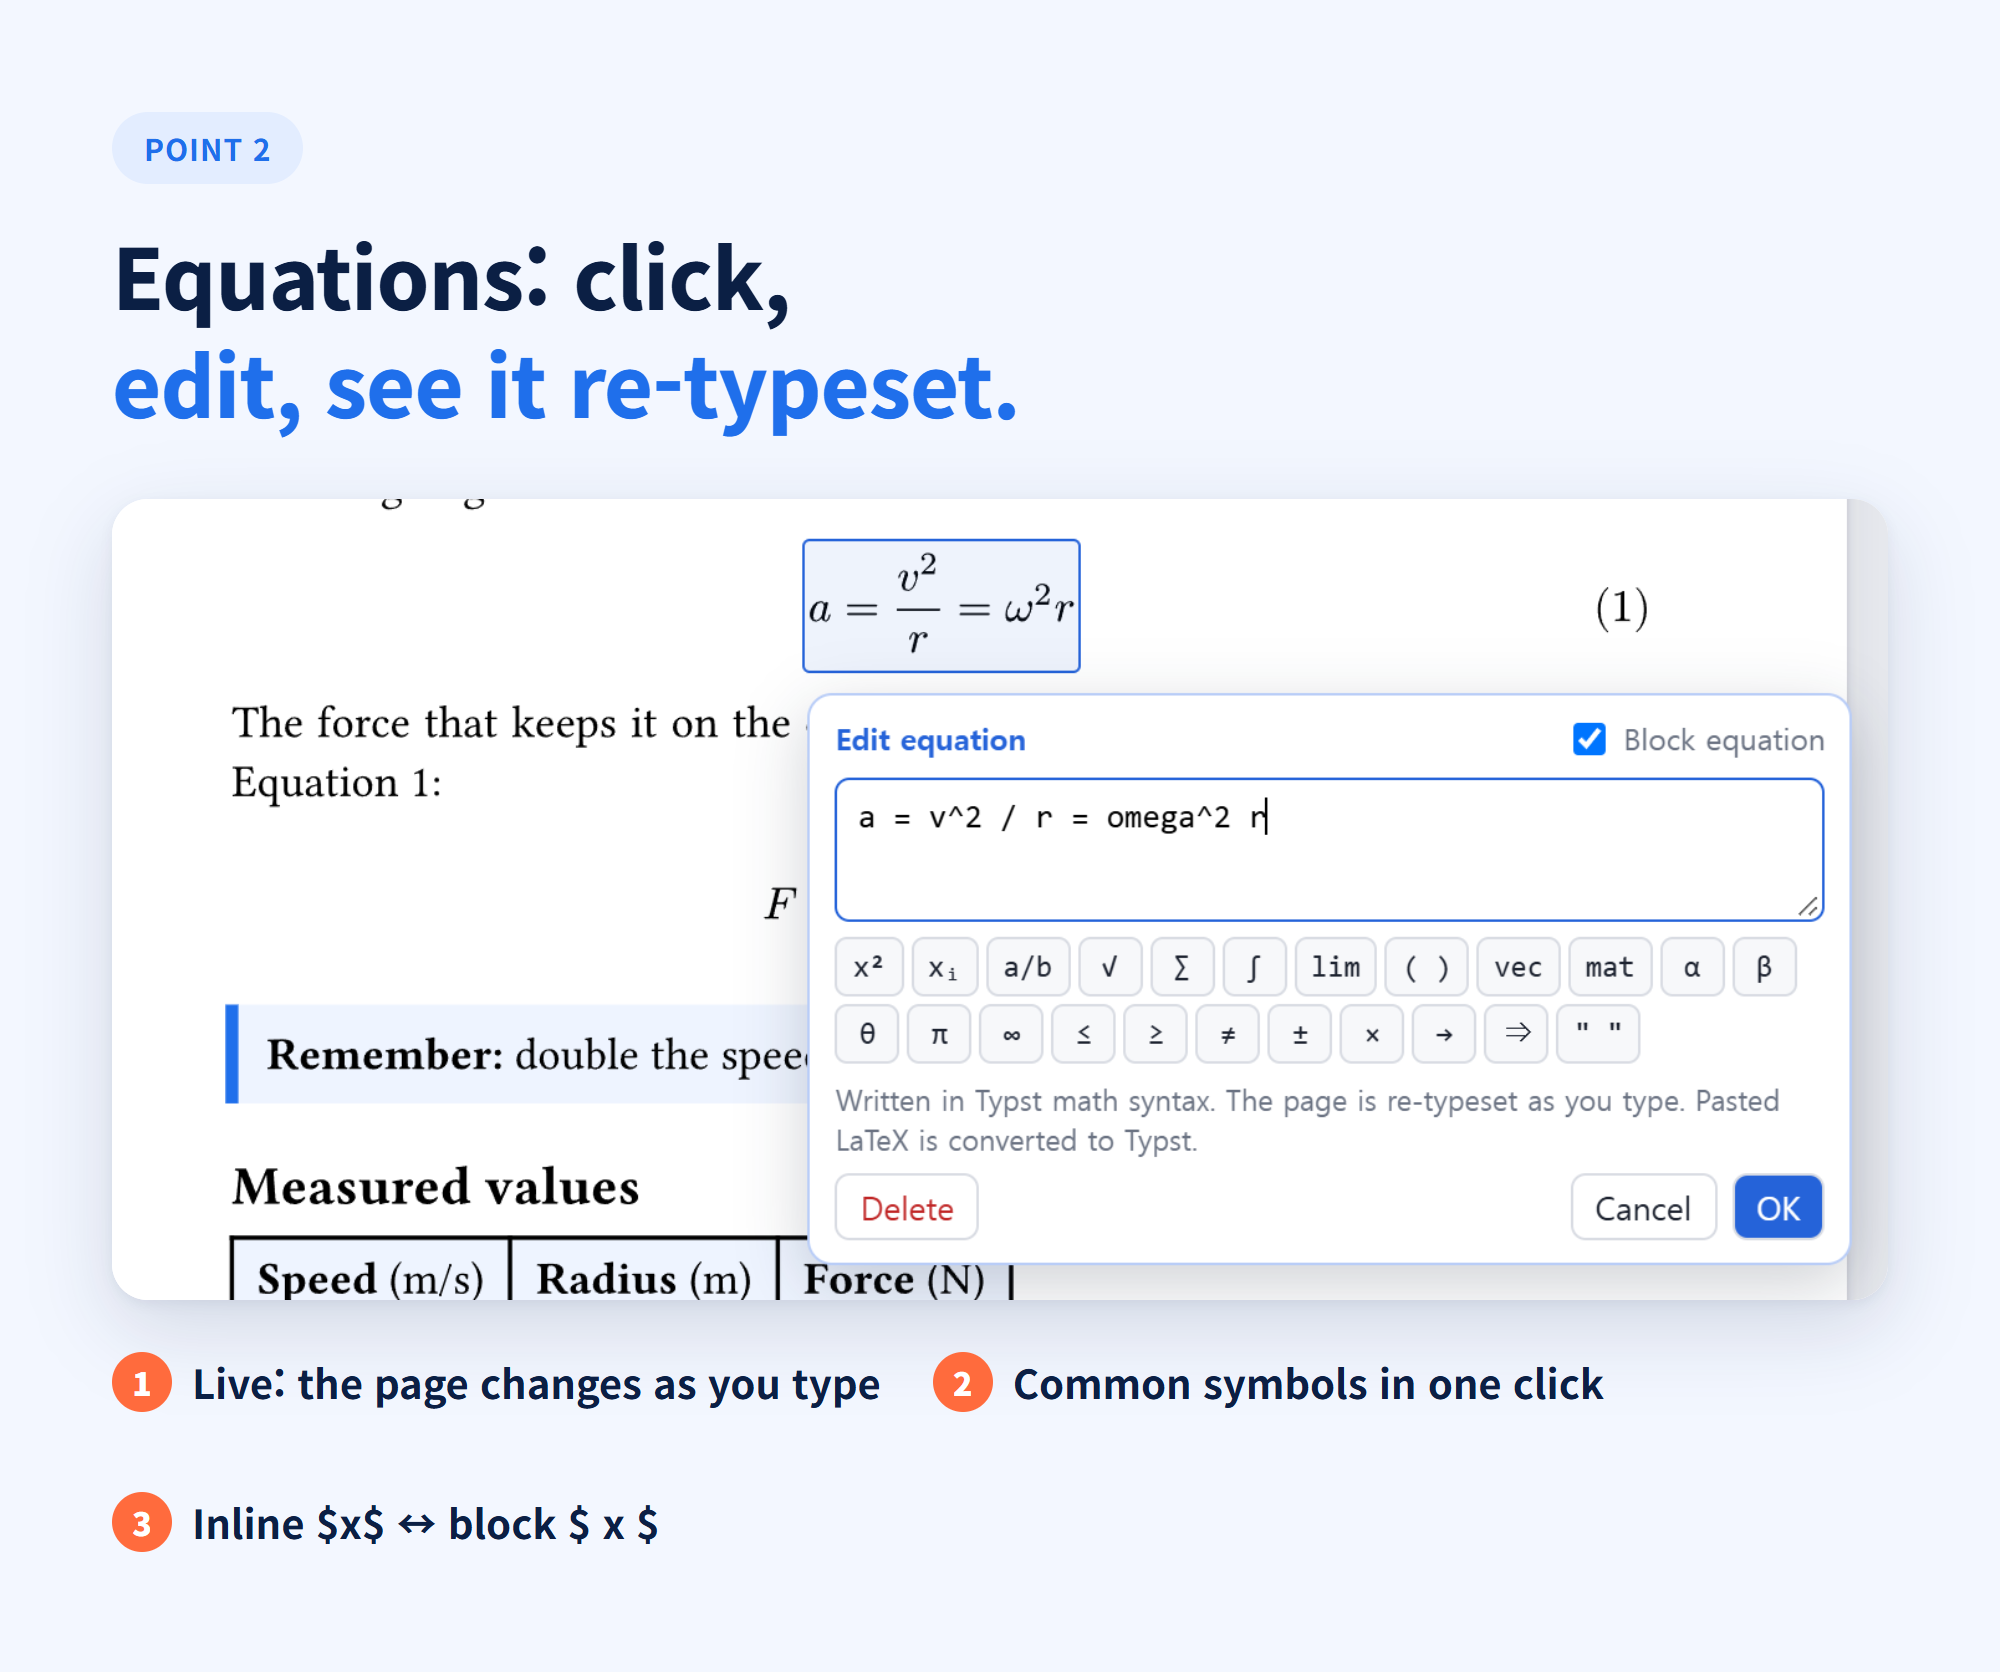 POINT 2
Equations: click,
edit, see it re-typeset.
a = v²/r = ω²r (1)
The force that keeps it on the
Equation 1:
F
Edit equation Block equation
a = v^2 / r = omega^2 r
x² xᵢ a/b √ ∑ ∫ lim ( ) vec mat α β
θ π ∞ ≤ ≥ ≠ ± × → ⇒ " "
Written in Typst math syntax. The page is re-typeset as you type. Pasted
LaTeX is converted to Typst.
Delete Cancel OK
Remember: double the speed
Measured values
Speed (m/s) Radius (m) Force (N)
1 Live: the page changes as you type 2 Common symbols in one click
3 Inline $x$ ↔ block $ x $